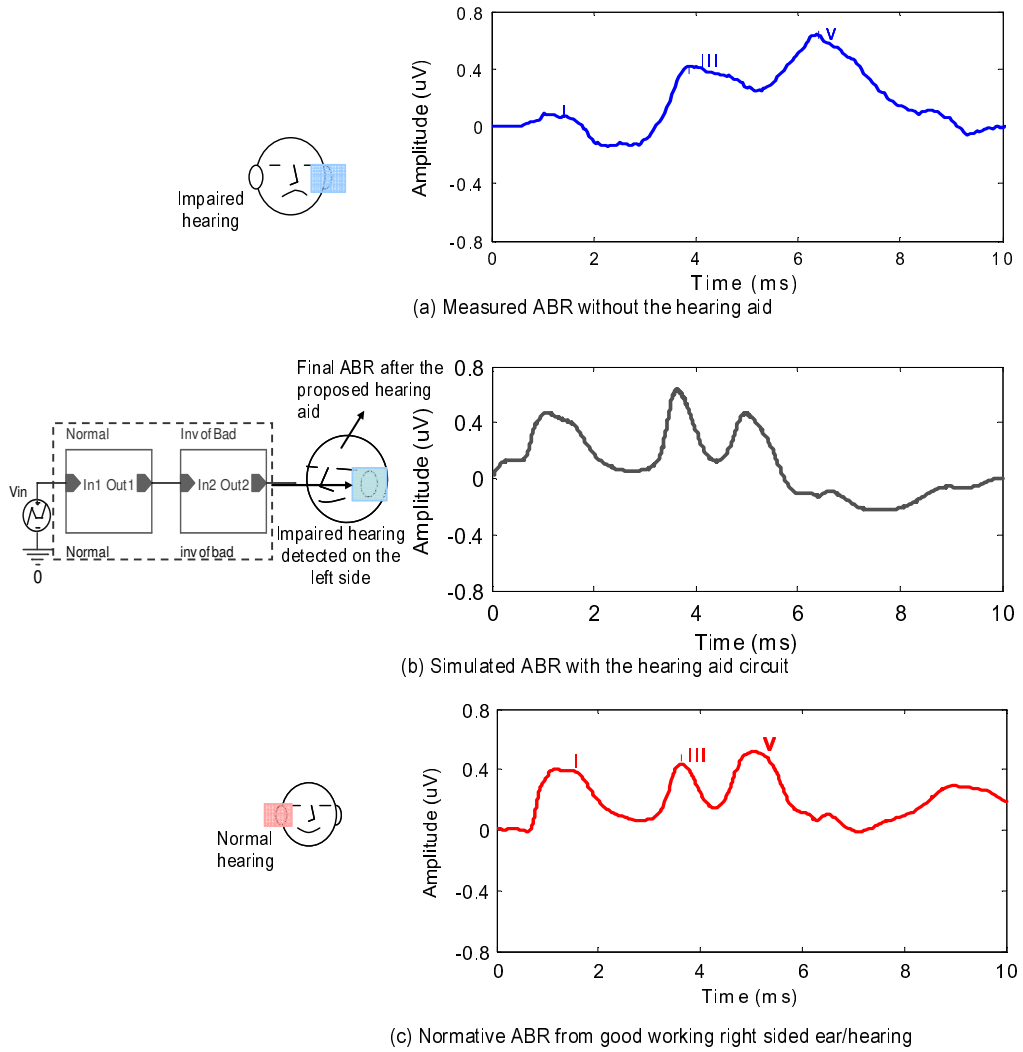 0.8
0.4
0
-0.4
-0.8
Amplitude (uV)
I
III
V
0 2 4 6 8 10
Time (ms)
Impaired
hearing
(a) Measured ABR without the hearing aid
Final ABR after the
proposed hearing
aid
Normal
Inv of Bad
Vin
In1 Out1
In2 Out2
Normal
inv of bad
0
Impaired hearing
detected on the
left side
0.8
0.4
0
-0.4
-0.8
Amplitude (uV)
0 2 4 6 8 10
Time (ms)
(b) Simulated ABR with the hearing aid circuit
0.8
0.4
0
-0.4
-0.8
Amplitude (uV)
I
III
V
0 2 4 6 8 10
Time (ms)
Normal
hearing
(c) Normative ABR from good working right sided ear/hearing